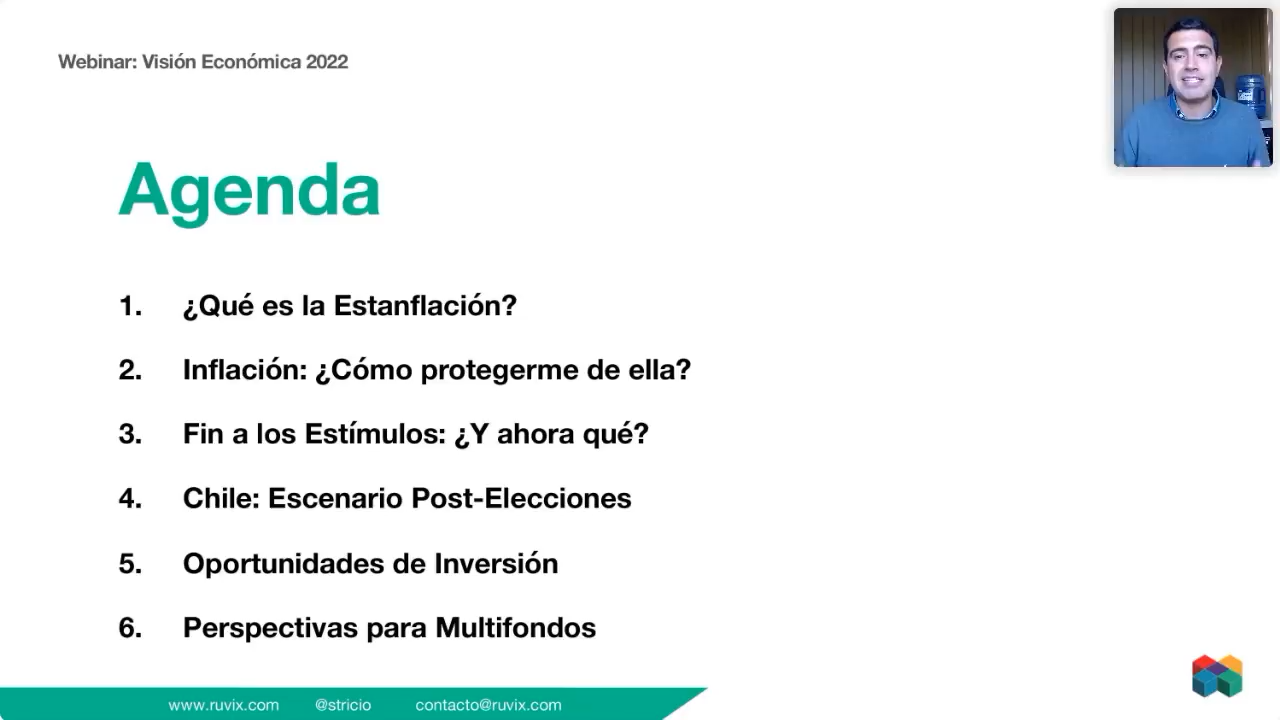 Webinar: Visión Económica 2022
Agenda
1. ¿Qué es la Estanflación?
2. Inflación: ¿Cómo protegerme de ella?
3. Fin a los Estímulos: ¿Y ahora qué?
4. Chile: Escenario Post-Elecciones
5. Oportunidades de Inversión
6. Perspectivas para Multifondos
www.ruvix.com @stricio contacto@ruvix.com